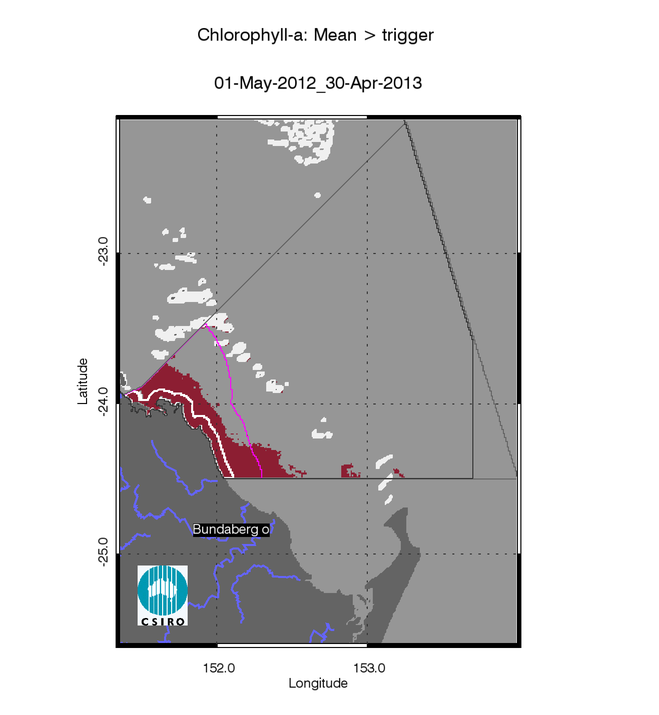 Chlorophyll-a: Mean > trigger
01-May-2012_30-Apr-2013
-23.0
-24.0
-25.0
Latitude
Bundaberg o
CSIRO
152.0 153.0
Longitude